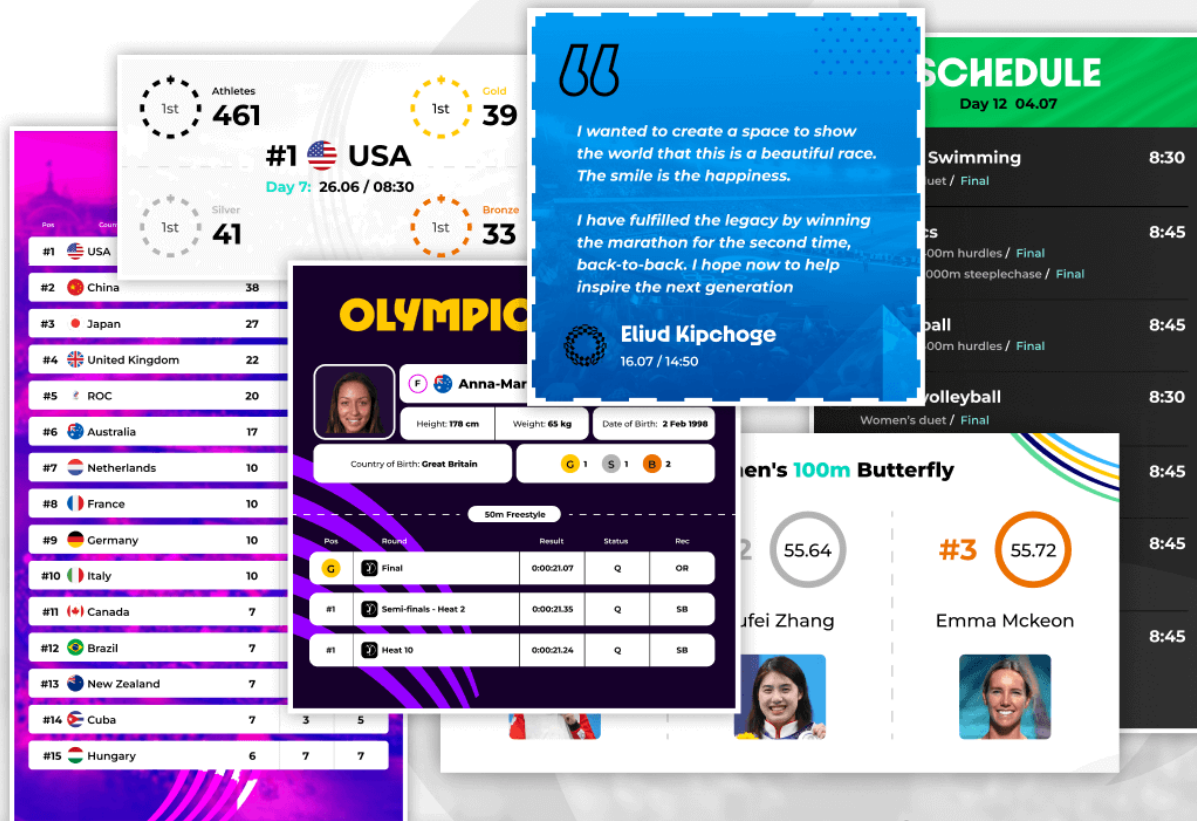 Athletes
1st
461
Gold
1st
39
#1 USA
Day 7: 26.06 / 08:30
Silver
1st
41
Bronze
1st
33
I wanted to create a space to show
the world that this is a beautiful race.
The smile is the happiness.
I have fulfilled the legacy by winning
the marathon for the second time,
back-to-back. I hope now to help
inspire the next generation
Eliud Kipchoge
16.07 / 14:50
SCHEDULE
Day 12 04.07
Swimming 8:30
/ Final
8:45
hurdles / Final
steeplechase / Final
8:45
hurdles / Final
volleyball 8:30
Women's duet / Final
8:45
8:45
8:45
Pos
#1 USA
#2 China 38
#3 Japan 27
#4 United Kingdom 22
#5 ROC 20
#6 Australia 17
#7 Netherlands 10
#8 France 10
#9 Germany 10
#10 Italy 10
#11 Canada 7
#12 Brazil 7
#13 New Zealand 7
#14 Cuba 7 3 5
#15 Hungary 6 7 7
OLYMPIC
F Anna-Mar
Height: 178 cm Weight: 65 kg Date of Birth: 2 Feb 1998
Country of Birth: Great Britain G 1 S 1 B 2
50m Freestyle
Pos Round Result Status Rec
G Final 0:00:21.07 Q OR
#1 Semi-finals - Heat 2 0:00:21.35 Q SB
#1 Heat 10 0:00:21.24 Q SB
100m Butterfly
55.64
#3 55.72
Zhang
Emma Mckeon